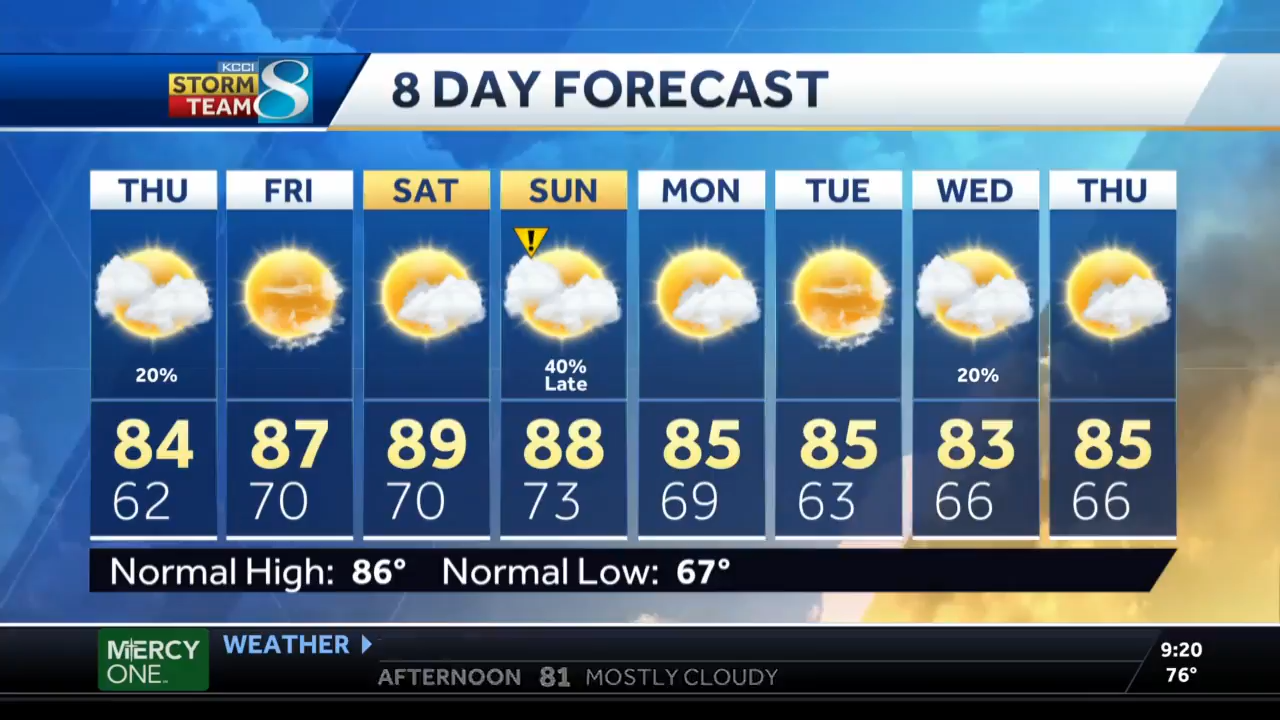 KCCI
STORM
TEAM
8
8 DAY FORECAST
THU FRI SAT SUN MON TUE WED THU
!
20% 40% 20%
Late
84 87 89 88 85 85 83 85
62 70 70 73 69 63 66 66
Normal High: 86° Normal Low: 67°
MERCY
ONE™
WEATHER
AFTERNOON 81 MOSTLY CLOUDY
9:20
76°